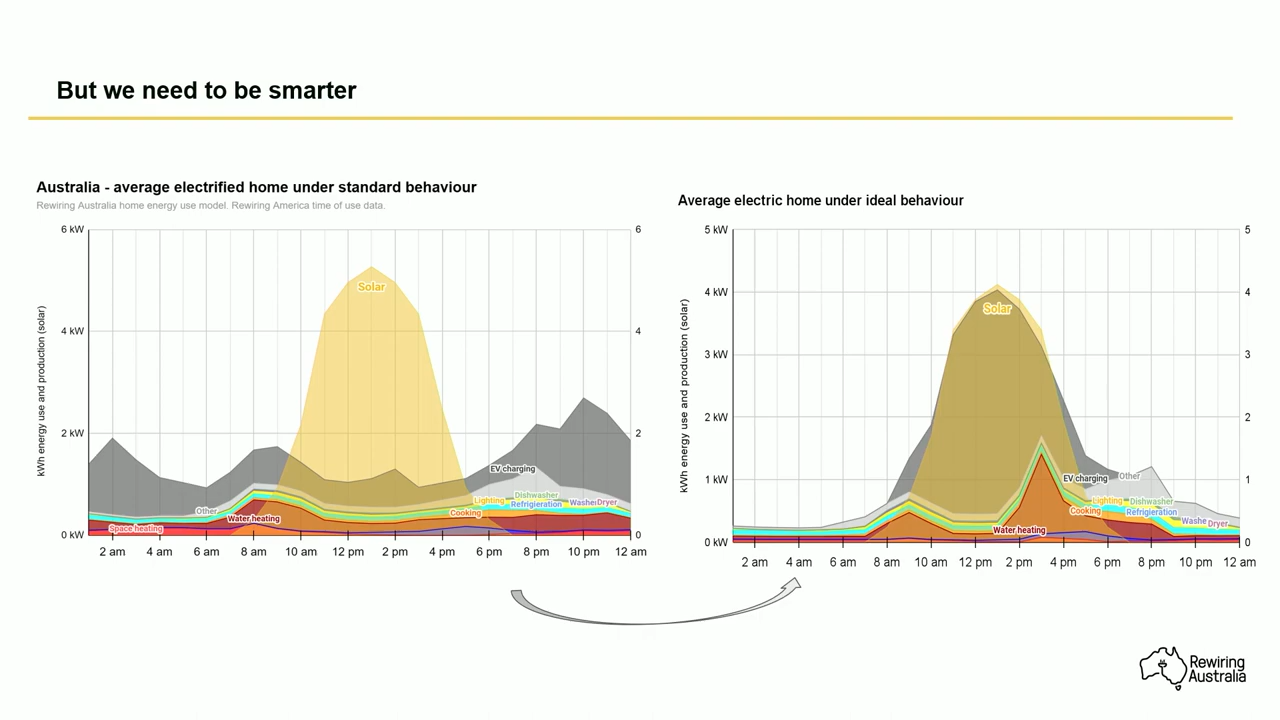 But we need to be smarter
Australia - average electrified home under standard behaviour
Rewiring Australia home energy use model. Rewiring America time of use data.
kWh energy use and production (solar)
6 kW
4 kW
2 kW
0 kW
6
4
2
0
Solar
EV charging
Lighting
Dishwasher
Refrigieration
Washe
Dryer
Cooking
Other
Water heating
Space heating
2 am
4 am
6 am
8 am
10 am
12 pm
2 pm
4 pm
6 pm
8 pm
10 pm
12 am
Average electric home under ideal behaviour
kWh energy use and production (solar)
5 kW
4 kW
3 kW
2 kW
1 kW
0 kW
5
4
3
2
1
0
Solar
EV charging
Other
Lighting
Dishwasher
Cooking
Refrigieration
Washe
Dryer
Water heating
2 am
4 am
6 am
8 am
10 am
12 pm
2 pm
4 pm
6 pm
8 pm
10 pm
12 am
Rewiring
Australia